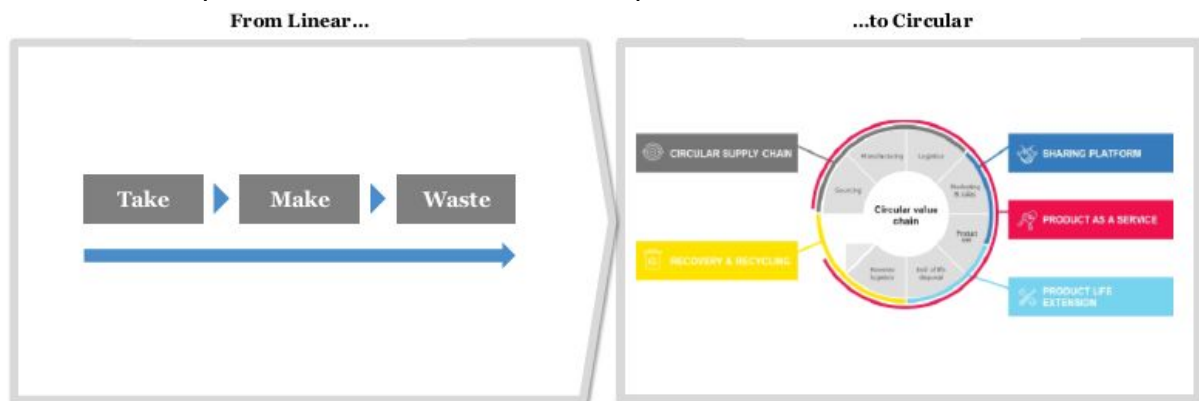 From Linear...
...to Circular
Take
Make
Waste
CIRCULAR SUPPLY CHAIN
RECOVERY & RECYCLING
Manufacturing
Logistics
Sourcing
Marketing
& sales
Circular value
chain
Product
use
Reverse
logistics
End of life
disposal
SHARING PLATFORM
PRODUCT AS A SERVICE
PRODUCT LIFE
EXTENSION